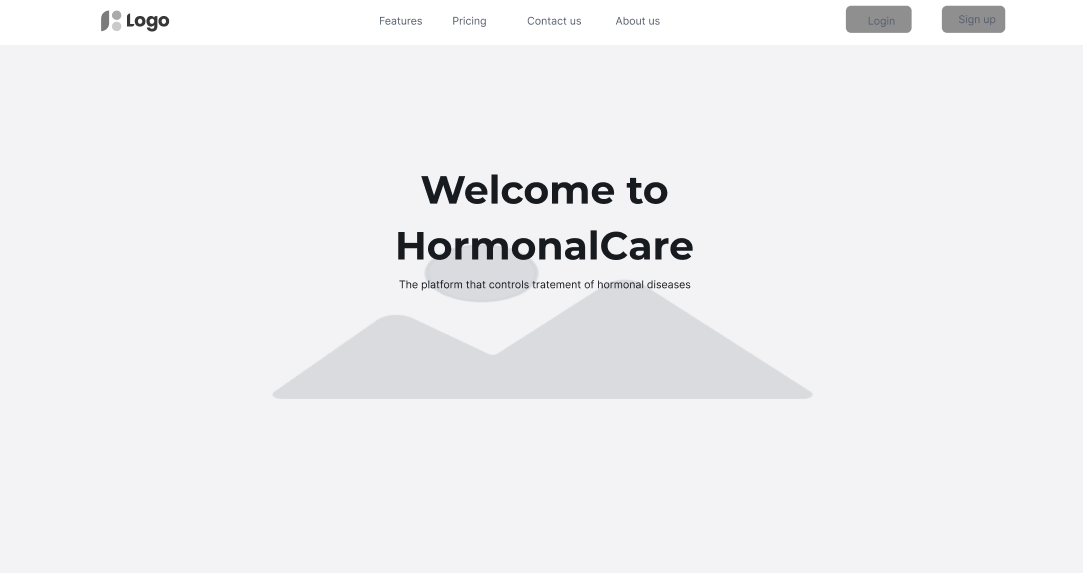 Logo Features Pricing Contact us About us Login Sign up
Welcome to
HormonalCare
The platform that controls tratement of hormonal diseases